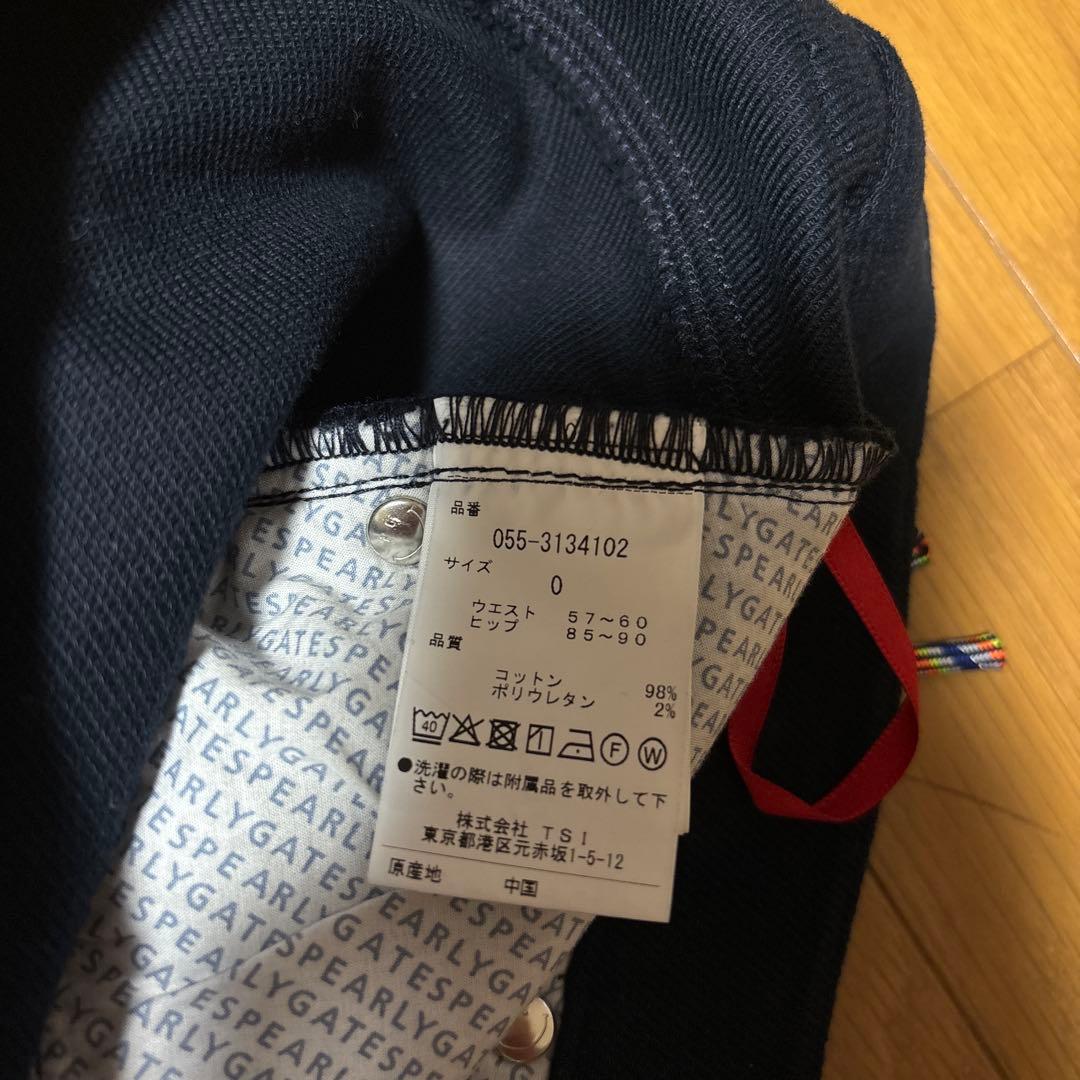 品番
055-3134102
サイズ
0
ウエスト 57～60
ヒップ 85～90
品質
コットン 98%
ポリウレタン 2%
40 F W
●洗濯の際は附属品を取外して下
さい。
株式会社 TSI
東京都港区元赤坂1-5-12
原産地 中国
PEARLYGATES